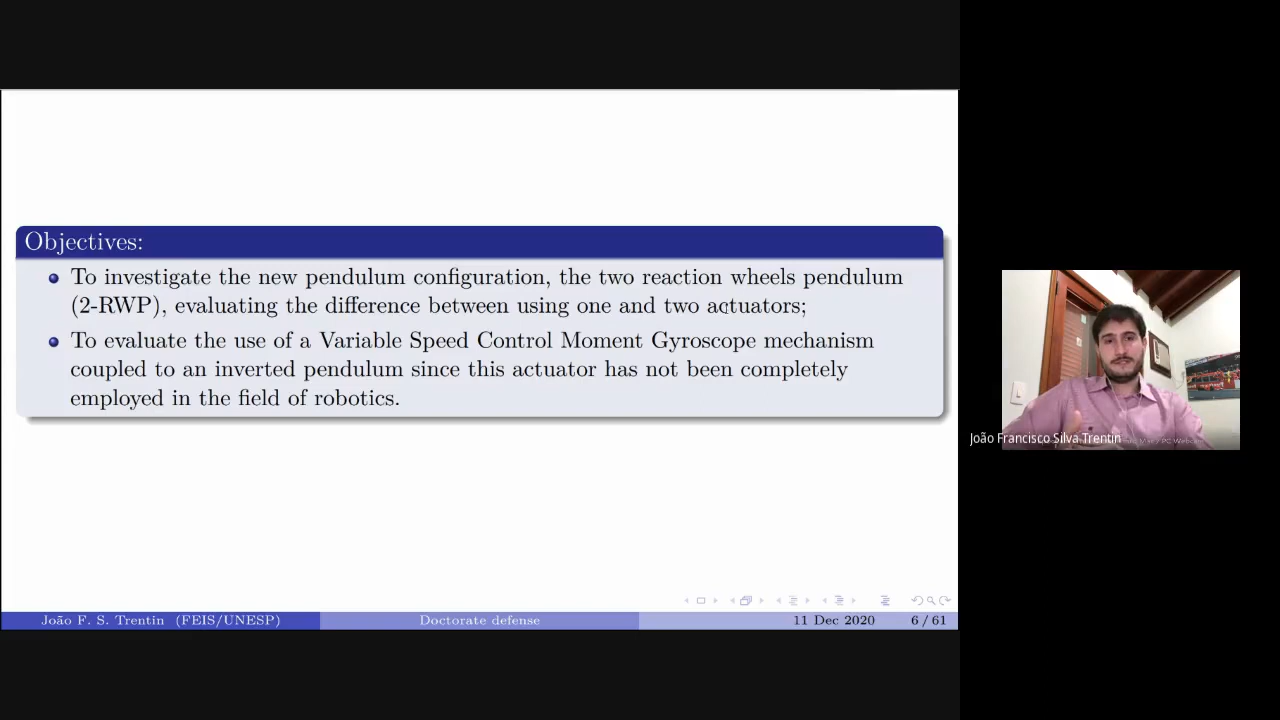 Objectives:
To investigate the new pendulum configuration, the two reaction wheels pendulum
(2-RWP), evaluating the difference between using one and two actuators;
To evaluate the use of a Variable Speed Control Moment Gyroscope mechanism
coupled to an inverted pendulum since this actuator has not been completely
employed in the field of robotics.
João F. S. Trentin (FEIS/UNESP)
Doctorate defense
11 Dec 2020
6 / 61
João Francisco Silva Trentin